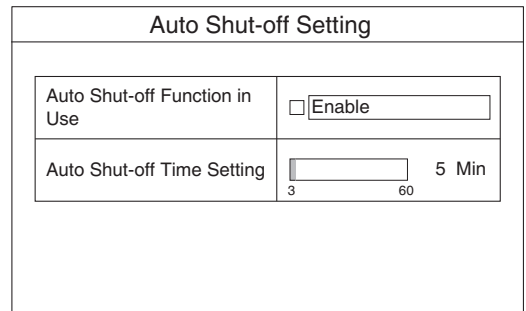 Auto Shut-off Setting
Auto Shut-off Function in
Use
Enable
Auto Shut-off Time Setting
5 Min
3 60